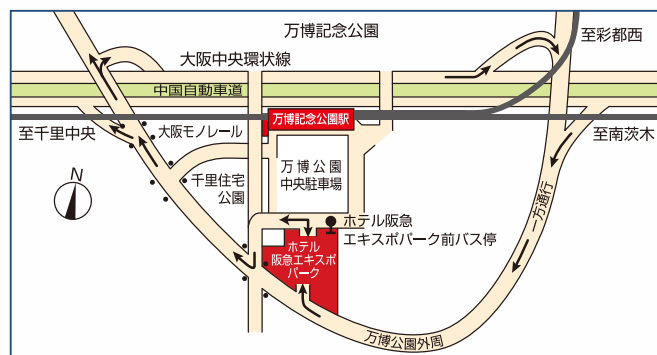 万博記念公園
至彩都西
大阪中央環状線
中国自動車道
万博記念公園駅
至千里中央
大阪モノレール
至南茨木
万博公園
中央駐車場
千里住宅
公園
N
一方通行
ホテル阪急
エキスポパーク前バス停
ホテル
阪急エキスポ
パーク
万博公園外周